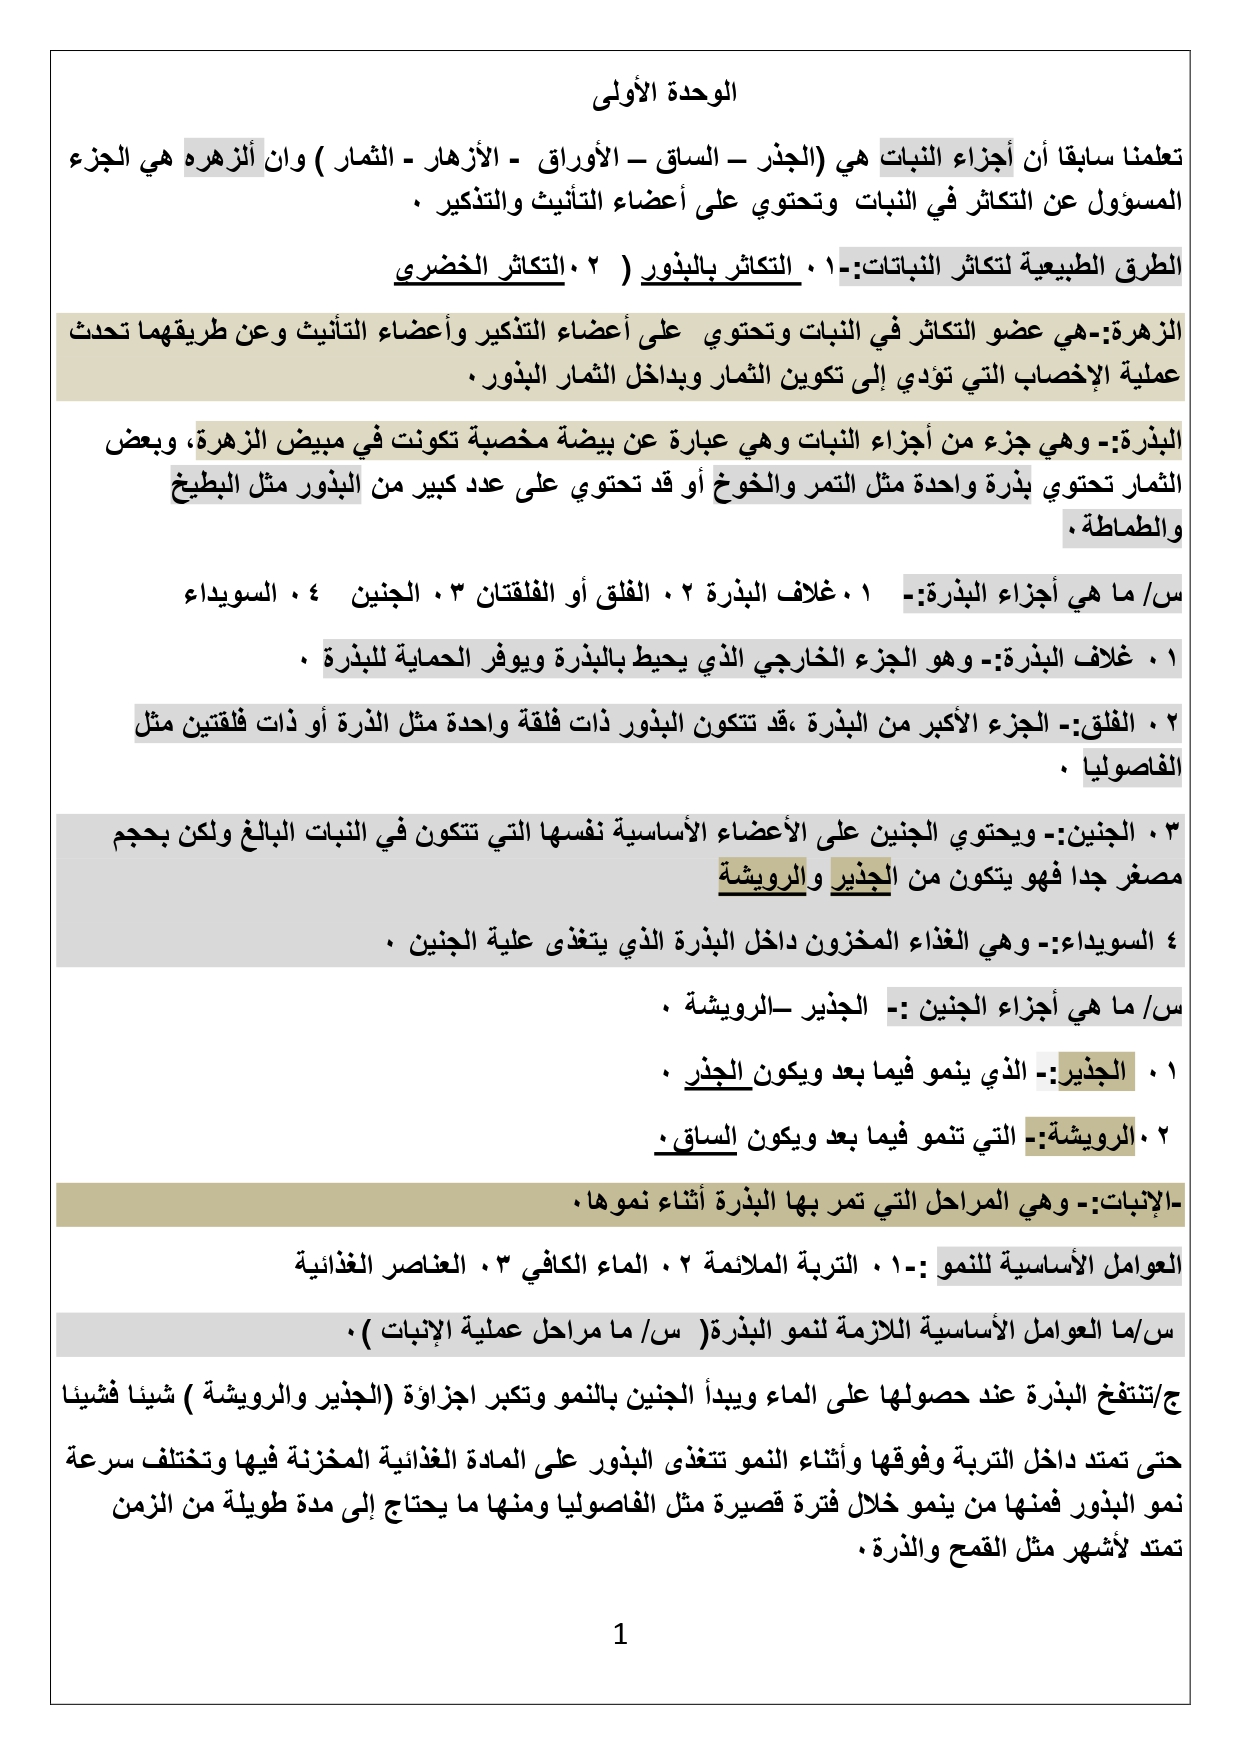 الوحدة الأولى
تعلمنا سابقا أن أجزاء النبات هي (الجذر – الساق – الأوراق - الأزهار - الثمار ) وان ألزهره هي الجزء
المسؤول عن التكاثر في النبات وتحتوي على أعضاء التأنيث والتذكير ٠
الطرق الطبيعية لتكاثر النباتات:-٠١ التكاثر بالبذور ( ٠٢التكاثر الخضري
الزهرة:-هي عضو التكاثر في النبات وتحتوي على أعضاء التذكير وأعضاء التأنيث وعن طريقهما تحدث
عملية الإخصاب التي تؤدي إلى تكوين الثمار وبداخل الثمار البذور٠
البذرة:- وهي جزء من أجزاء النبات وهي عبارة عن بيضة مخصبة تكونت في مبيض الزهرة، وبعض
الثمار تحتوي بذرة واحدة مثل التمر والخوخ أو قد تحتوي على عدد كبير من البذور مثل البطيخ
والطماطة٠
س/ ما هي أجزاء البذرة:- ٠١غلاف البذرة ٠٢ الفلق أو الفلقتان ٠٣ الجنين ٠٤ السويداء
٠١ غلاف البذرة:- وهو الجزء الخارجي الذي يحيط بالبذرة ويوفر الحماية للبذرة ٠
٠٢ الفلق:- الجزء الأكبر من البذرة ،قد تتكون البذور ذات فلقة واحدة مثل الذرة أو ذات فلقتين مثل
الفاصوليا ٠
٠٣ الجنين:- ويحتوي الجنين على الأعضاء الأساسية نفسها التي تتكون في النبات البالغ ولكن بحجم
مصغر جدا فهو يتكون من الجذير والرويشة
٤ السويداء:- وهي الغذاء المخزون داخل البذرة الذي يتغذى علية الجنين ٠
س/ ما هي أجزاء الجنين :- الجذير –الرويشة ٠
٠١ الجذير:- الذي ينمو فيما بعد ويكون الجذر ٠
٠٢الرويشة:- التي تنمو فيما بعد ويكون الساق٠
-الإنبات:- وهي المراحل التي تمر بها البذرة أثناء نموها٠
العوامل الأساسية للنمو :-٠١ التربة الملائمة ٠٢ الماء الكافي ٠٣ العناصر الغذائية
س/ما العوامل الأساسية اللازمة لنمو البذرة( س/ ما مراحل عملية الإنبات )٠
ج/تنتفخ البذرة عند حصولها على الماء ويبدأ الجنين بالنمو وتكبر اجزاؤة (الجذير والرويشة ) شيئا فشيئا
حتى تمتد داخل التربة وفوقها وأثناء النمو تتغذى البذور على المادة الغذائية المخزنة فيها وتختلف سرعة
نمو البذور فمنها من ينمو خلال فترة قصيرة مثل الفاصوليا ومنها ما يحتاج إلى مدة طويلة من الزمن
تمتد لأشهر مثل القمح والذرة٠
1